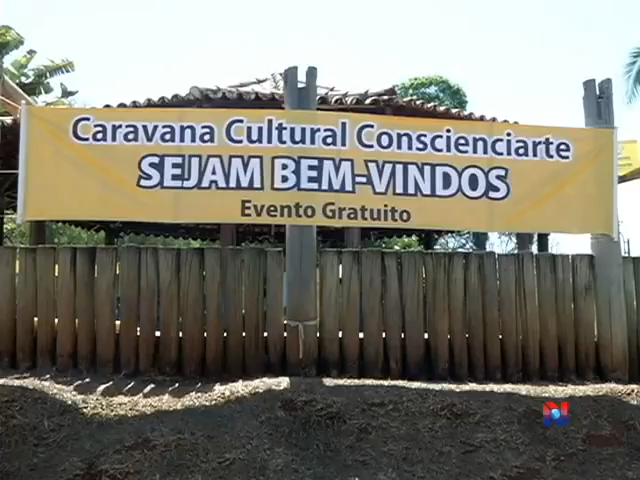 Caravana Cultural Conscienciarte
SEJAM BEM-VINDOS
Evento Gratuito